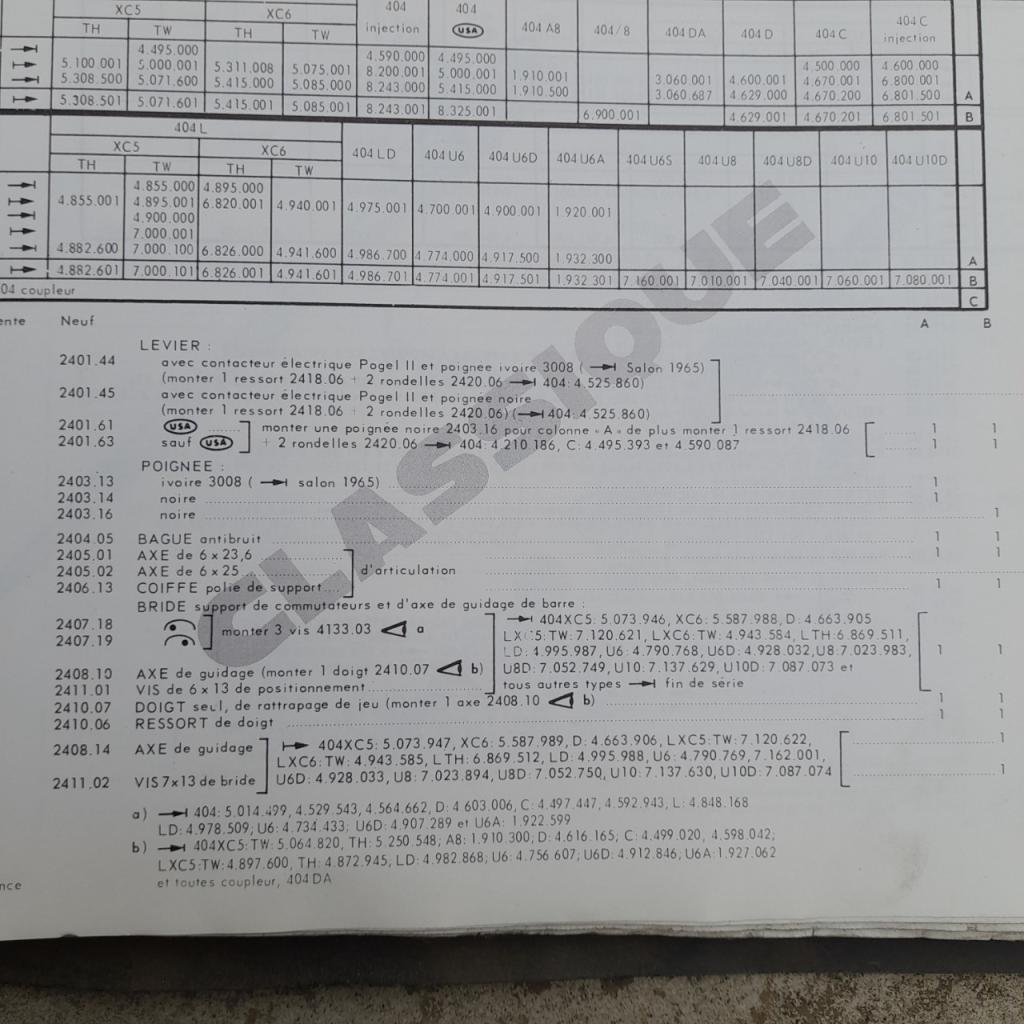 XC5 XC6 404 injection 404 USA 404 A8 404/8 404 DA 404 D 404 C 404 C injection
TH TW TH TW
4.495.000 4.590.000 4.495.000 4.500.000 4.600.000
5.100.001 5.000.001 5.311.008 5.075.001 8.200.001 5.000.001 1.910.001 3.060.001 4.600.001 4.670.001 6.800.001
5.308.500 5.071.600 5.415.000 5.085.000 8.243.000 5.415.000 1.910.500 3.060.687 4.629.000 4.670.200 6.801.500 A
5.308.501 5.071.601 5.415.001 5.085.001 8.243.001 8.325.001 6.900.001 4.629.001 4.670.201 6.801.501 B
404 L
XC5 XC6 404 LD 404 U6 404 U6D 404 U6A 404 U6S 404 U8 404 U8D 404 U10 404 U10D
TH TW TH TW
4.855.000 4.895.000
4.855.001 4.895.001 6.820.001 4.940.001 4.975.001 4.700.001 4.900.001 1.920.001
4.900.000
7.000.001
4.882.600 7.000.100 6.826.000 4.941.600 4.986.700 4.774.000 4.917.500 1.932.300 A
4.882.601 7.000.101 6.826.001 4.941.601 4.986.701 4.774.001 4.917.501 1.932.301 7.160.001 7.010.001 7.040.001 7.060.001 7.080.001 B
04 coupleur C
ente Neuf A B
LEVIER :
2401.44 avec contacteur électrique Pogel II et poignée ivoire 3008 ( Salon 1965)
(monter 1 ressort 2418.06 + 2 rondelles 2420.06 404: 4.525.860)
2401.45 avec contacteur électrique Pogel II et poignée noire
(monter 1 ressort 2418.06 + 2 rondelles 2420.06) ( 404: 4.525.860)
2401.61 USA monter une poignée noire 2403.16 pour colonne «A» de plus monter 1 ressort 2418.06 1 1
2401.63 sauf USA + 2 rondelles 2420.06 404: 4.210.186, C: 4.495.393 et 4.590.087 1 1
POIGNEE :
2403.13 ivoire 3008 ( salon 1965) 1
2403.14 noire 1
2403.16 noire 1
2404.05 BAGUE antibruit 1 1
2405.01 AXE de 6 x 23,6 1 1
2405.02 AXE de 6 x 25 d'articulation
2406.13 COIFFE polie de support 1 1
BRIDE support de commutateurs et d'axe de guidage de barre :
2407.18 monter 3 vis 4133.03 a 404XC5: 5.073.946, XC6: 5.587.988, D: 4.663.905
2407.19 LXC5:TW:7.120.621, LXC6:TW: 4.943.584, LTH:6.869.511,
LD: 4.995.987, U6: 4.790.768, U6D: 4.928.032,U8:7.023.983, 1 1
2408.10 AXE de guidage (monter 1 doigt 2410.07 b) U8D: 7.052.749, U10: 7.137.629, U10D: 7.087.073 et
2411.01 VIS de 6 x 13 de positionnement tous autres types fin de série
2410.07 DOIGT seul, de rattrapage de jeu (monter 1 axe 2408.10 b) 1 1
2410.06 RESSORT de doigt 1 1
2408.14 AXE de guidage 404XC5: 5.073.947, XC6: 5.587.989, D: 4.663.906, LXC5:TW:7.120.622, 1
LXC6:TW: 4.943.585, LTH: 6.869.512, LD: 4.995.988, U6: 4.790.769, 7.162.001,
2411.02 VIS 7x13 de bride U6D: 4.928.033, U8: 7.023.894, U8D: 7.052.750, U10: 7.137.630, U10D: 7.087.074 1
a) 404: 5.014.499, 4.529.543, 4.564.662, D: 4.603.006, C: 4.497.447, 4.592.943, L: 4.848.168
LD: 4.978.509; U6: 4.734.433; U6D: 4.907.289 et U6A: 1.922.599
b) 404XC5:TW: 5.064.820, TH: 5.250.548; A8: 1.910.300; D: 4.616.165; C: 4.499.020, 4.598.042;
LXC5:TW: 4.897.600, TH: 4.872.945, LD: 4.982.868; U6: 4.756.607; U6D: 4.912.846; U6A:1.927.062
nce et toutes coupleur, 404 DA
CLASSIQUE